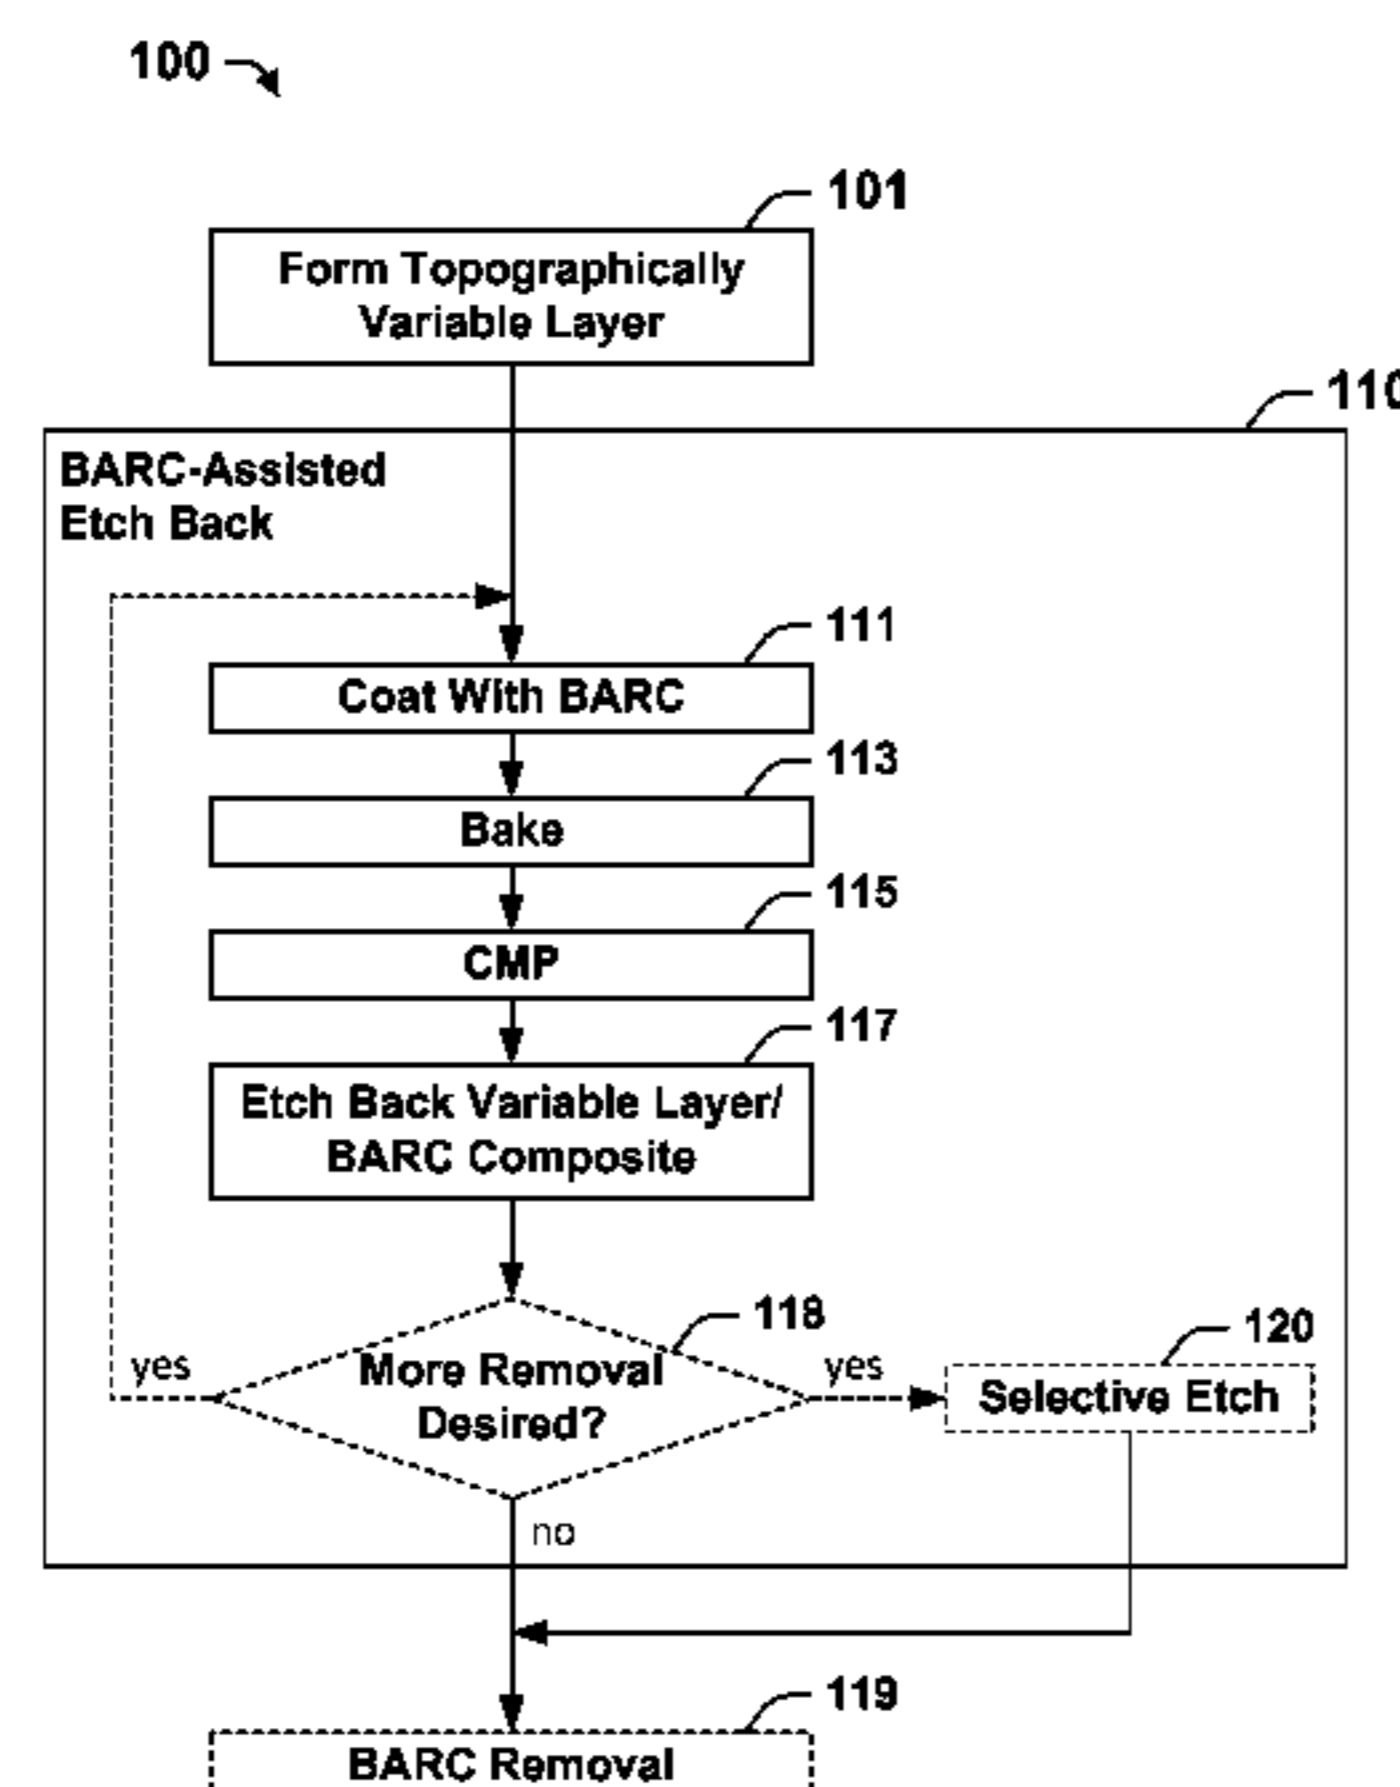 100
101
Form Topographically
Variable Layer
110
BARC-Assisted
Etch Back
111
Coat With BARC
113
Bake
115
CMP
117
Etch Back Variable Layer/
BARC Composite
118
120
yes
More Removal
Desired?
yes
Selective Etch
no
119
BARC Removal